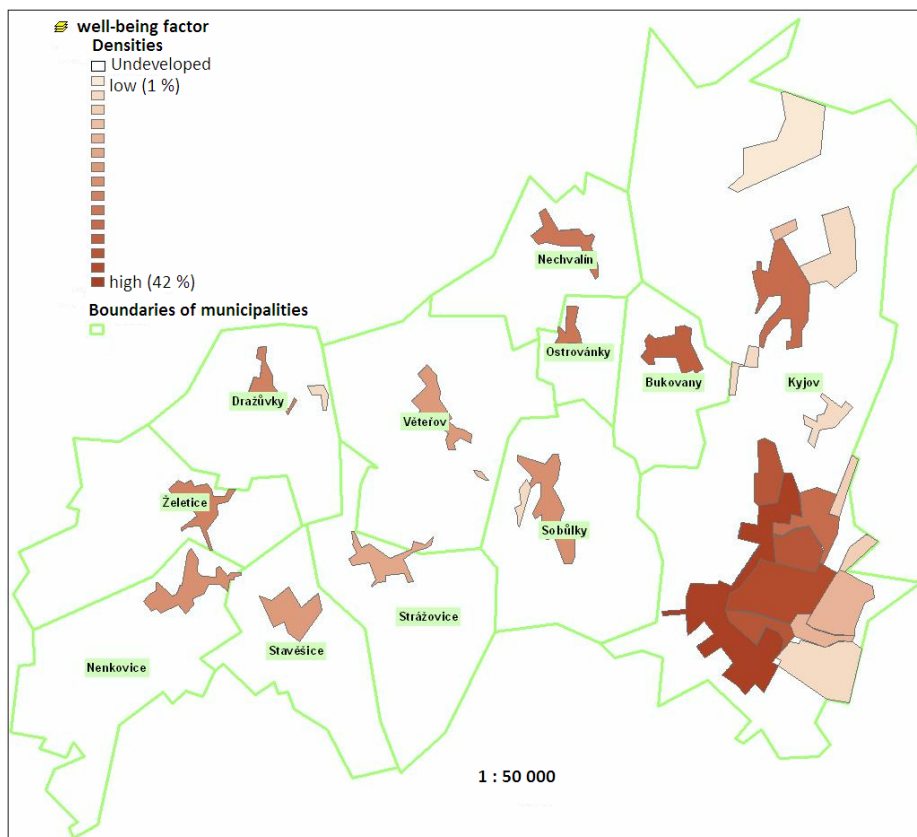 well-being factor
Densities
Undeveloped
low (1 %)
high (42 %)
Boundaries of municipalities
Nechvalín
Ostrovánky
Bukovany
Kyjov
Dražůvky
Věteřov
Želetice
Sobůlky
Strážovice
Stavěšice
Nenkovice
1 : 50 000